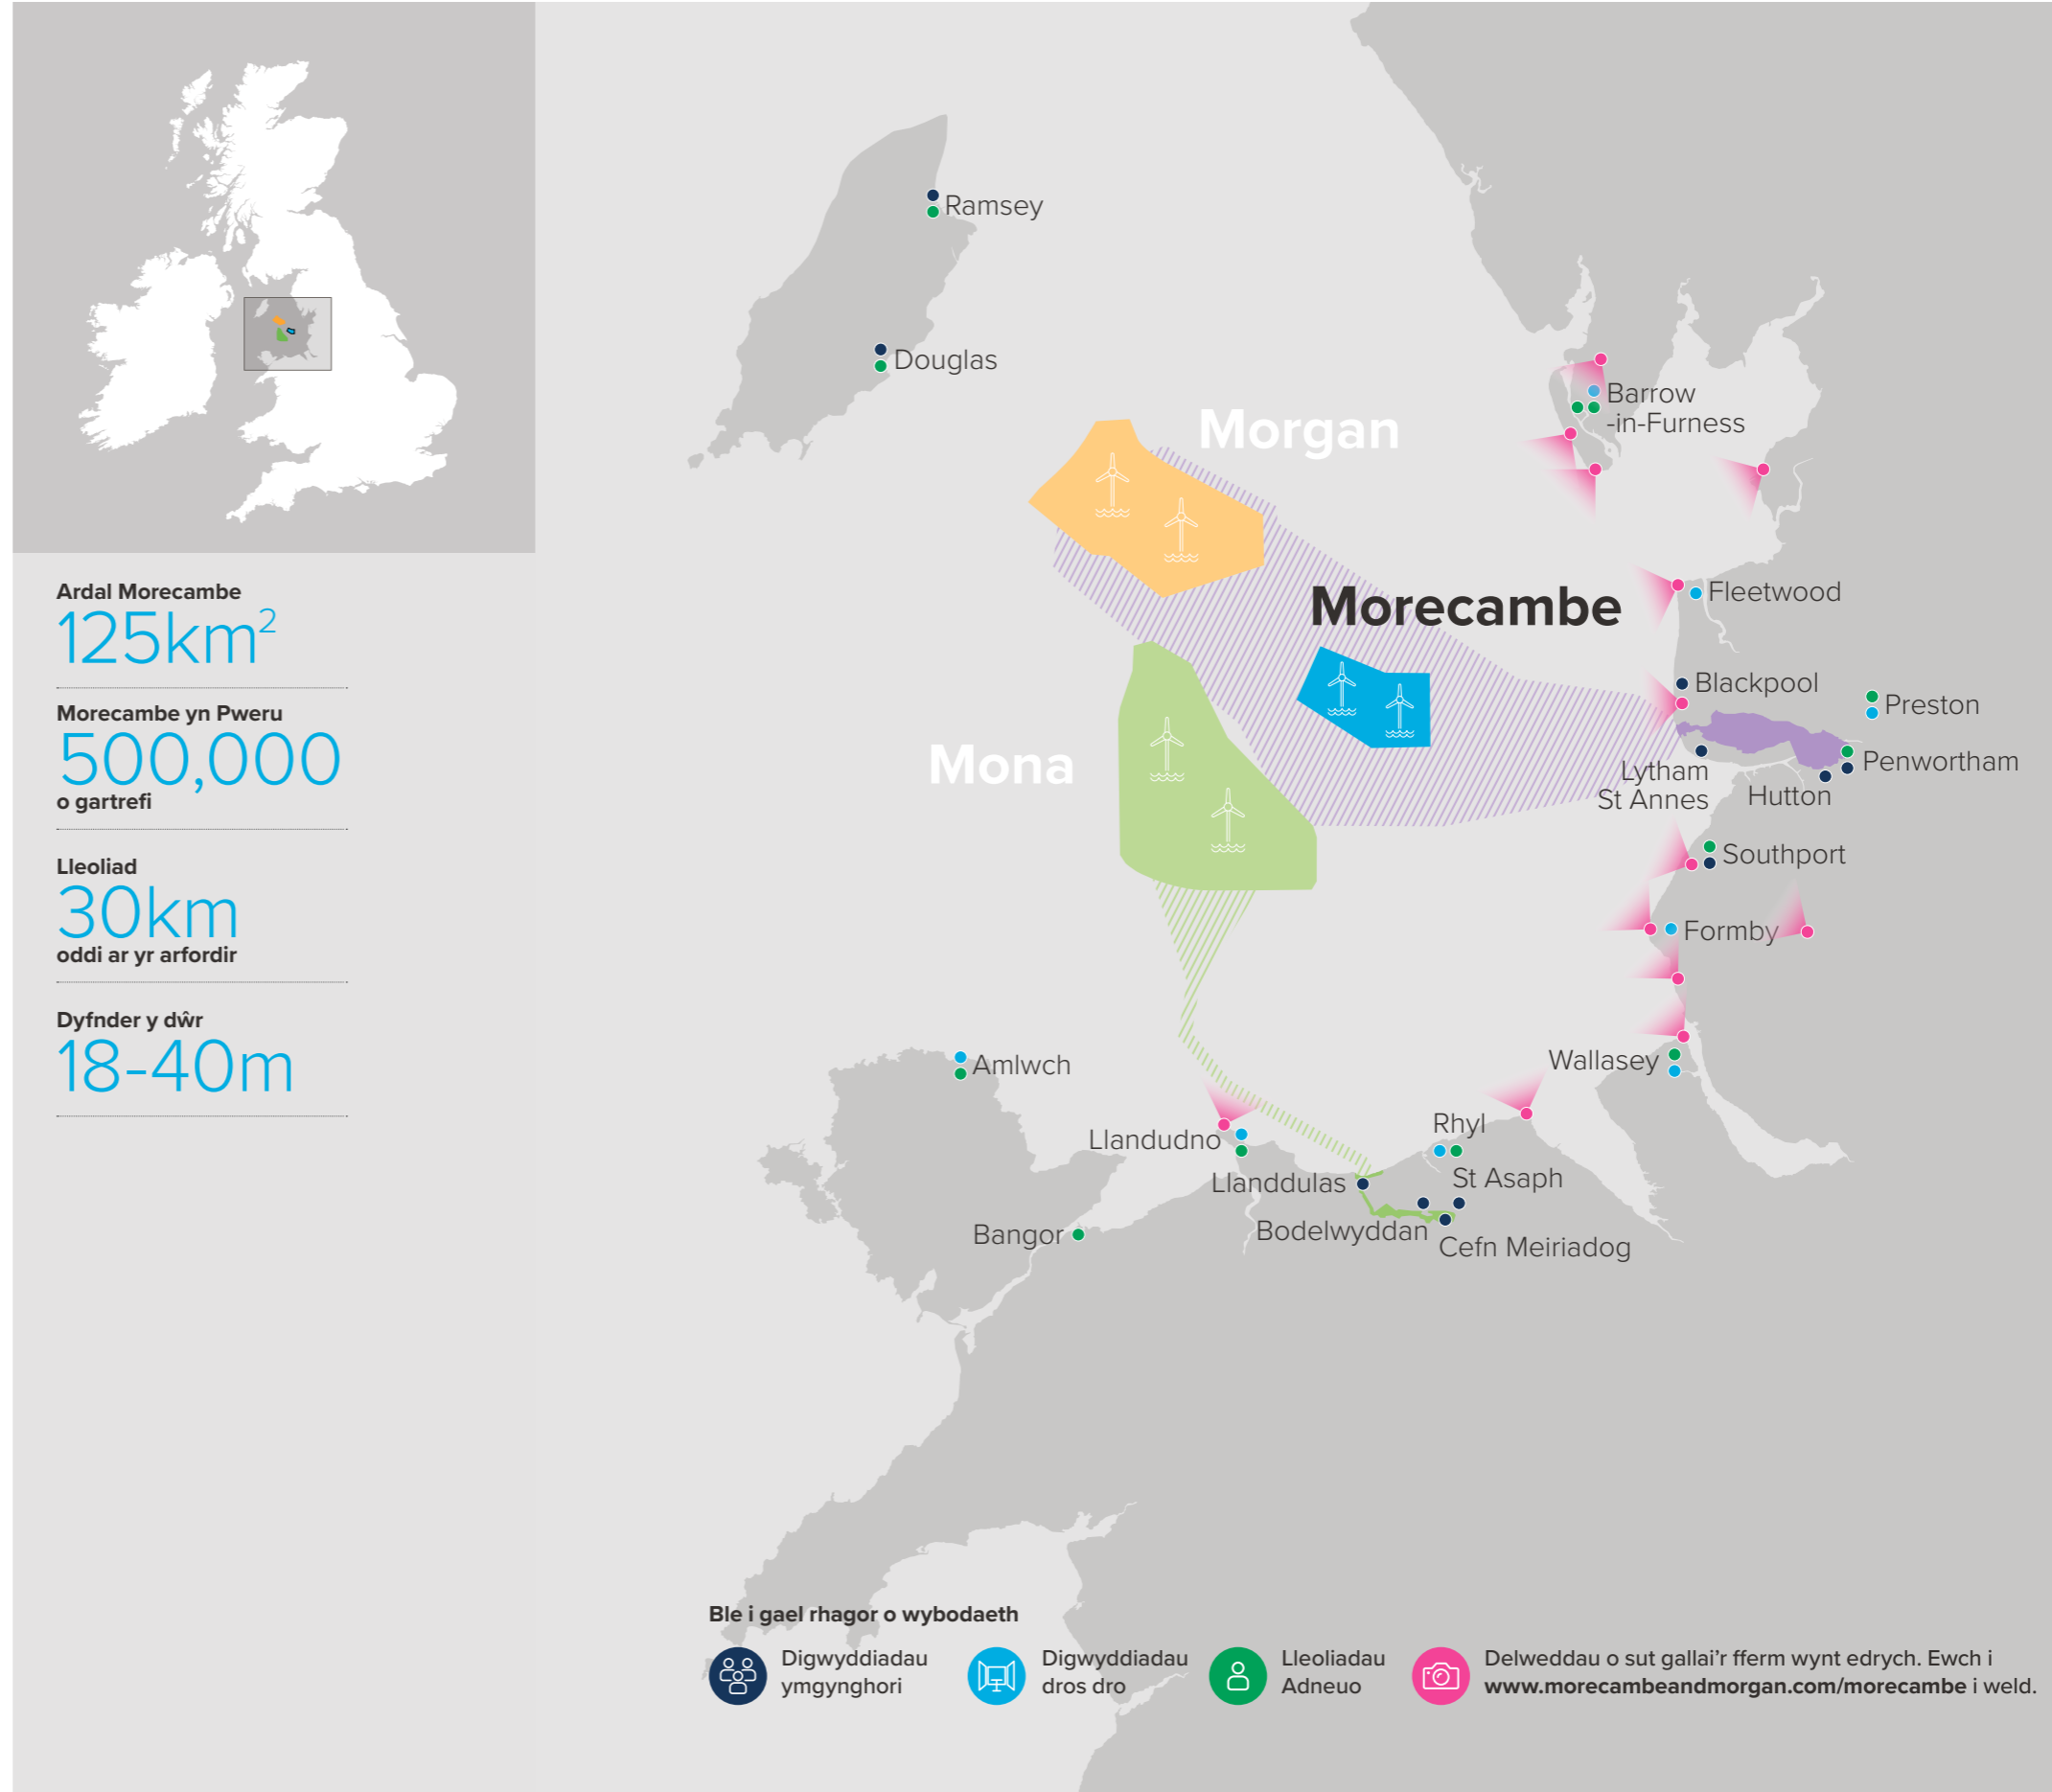 Ardal Morecambe
125km²
Morecambe yn Pweru
500,000
o gartrefi
Lleoliad
30km
oddi ar yr arfordir
Dyfnder y dŵr
18-40m
Ramsey
Douglas
Morgan
Barrow
-in-Furness
Morecambe
Fleetwood
Blackpool
Preston
Mona
Penwortham
Lytham
St Annes
Hutton
Southport
Formby
Wallasey
Amlwch
Rhyl
Llandudno
St Asaph
Llanddulas
Bodelwyddan
Bangor
Cefn Meiriadog
Ble i gael rhagor o wybodaeth
Digwyddiadau
ymgynghori
Digwyddiadau
dros dro
Lleoliadau
Adneuo
Delweddau o sut gallai'r fferm wynt edrych. Ewch i
www.morecambeandmorgan.com/morecambe i weld.